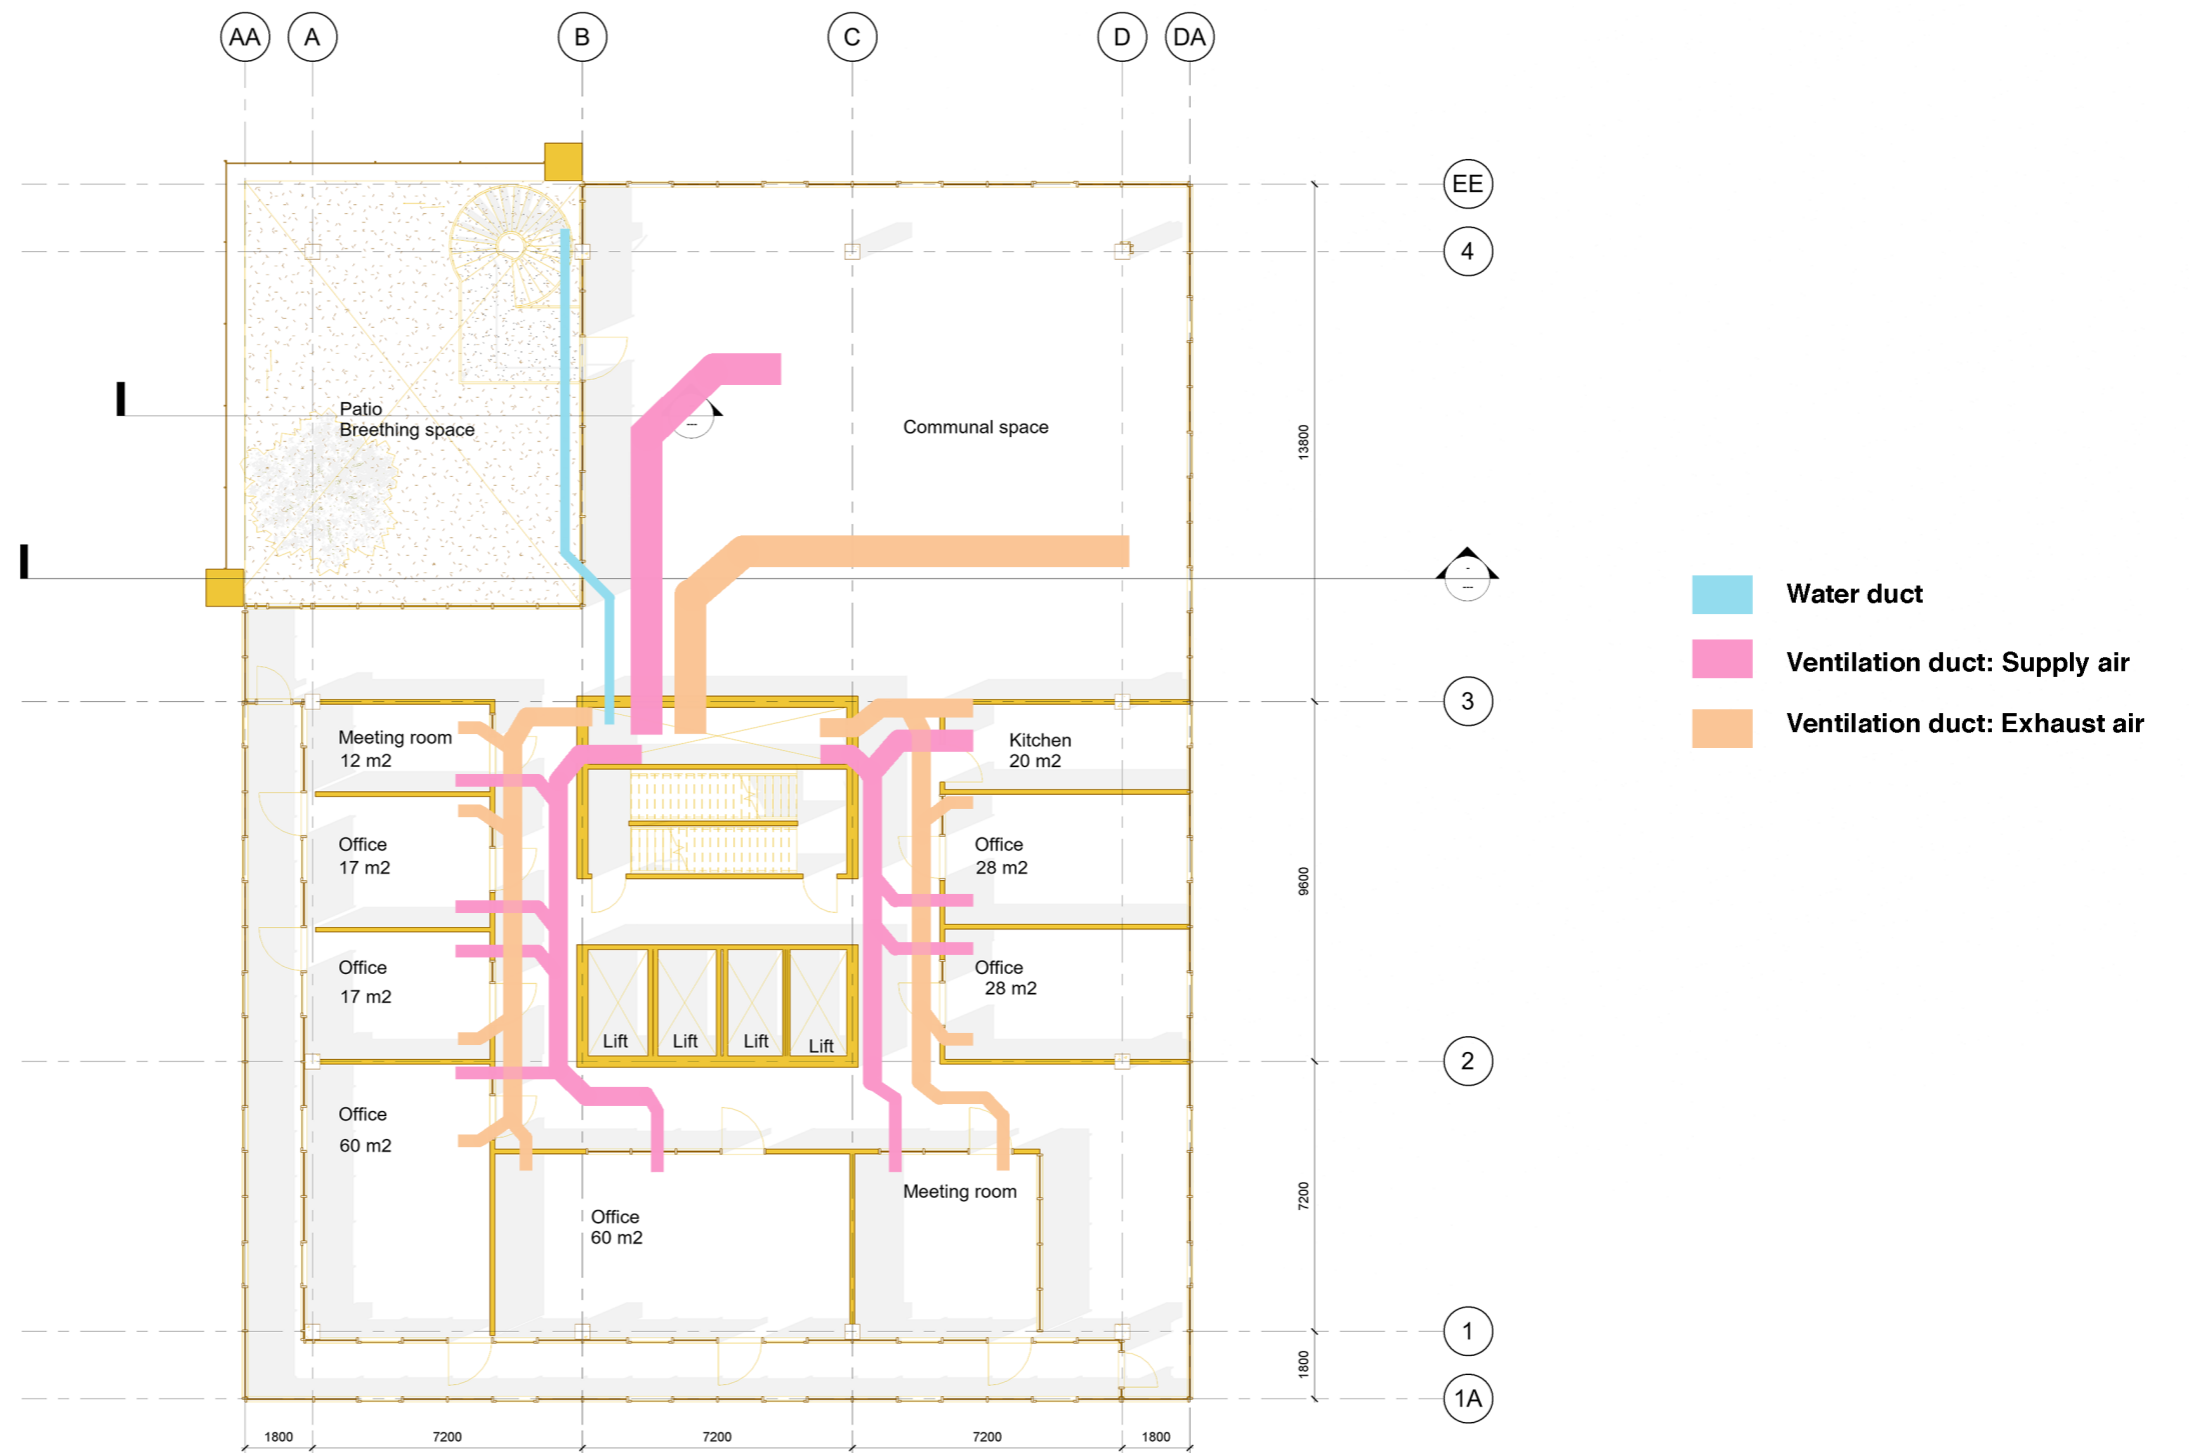 AA A B C D DA
EE
4
Patio
Breething space
Communal space
13800
---
-
---
Water duct
Ventilation duct: Supply air
Ventilation duct: Exhaust air
3
Meeting room
12 m2
Kitchen
20 m2
Office
17 m2
Office
28 m2
9600
Office
17 m2
Office
28 m2
Lift Lift Lift Lift
2
Office
60 m2
Meeting room
7200
Office
60 m2
1
1800
1A
1800 7200 7200 7200 1800